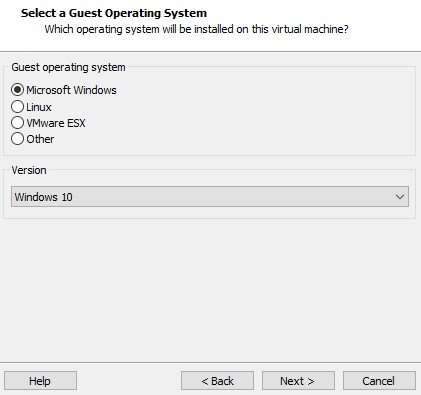 Select a Guest Operating System
Which operating system will be installed on this virtual machine?
Guest operating system
Microsoft Windows
Linux
VMware ESX
Other
Version
Windows 10
Help
< Back
Next >
Cancel